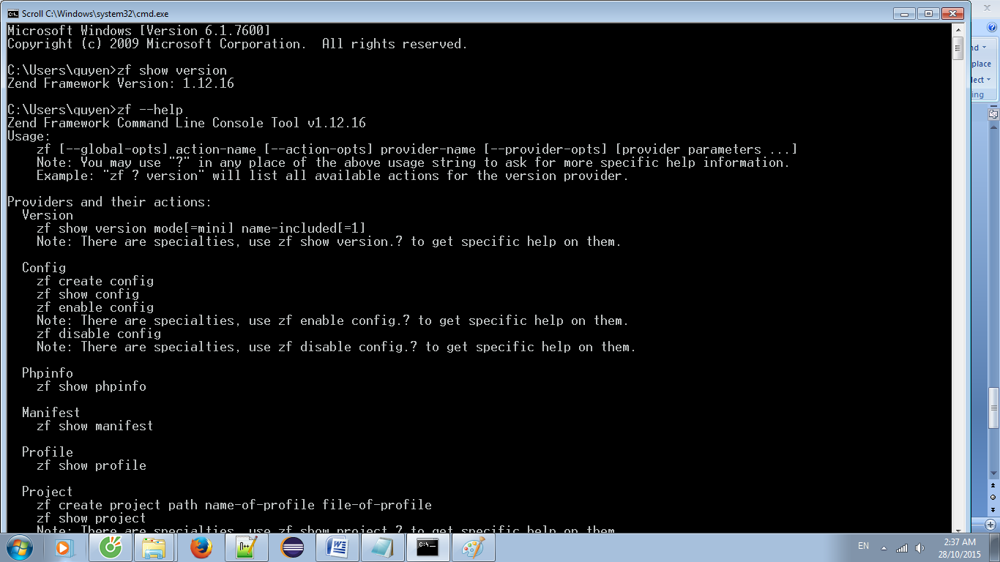 Scroll C:\Windows\system32\cmd.exe
Microsoft Windows [Version 6.1.7600]
Copyright (c) 2009 Microsoft Corporation.  All rights reserved.
C:\Users\quyen>zf show version
Zend Framework Version: 1.12.16
C:\Users\quyen>zf --help
Zend Framework Command Line Console Tool v1.12.16
Usage:
    zf [--global-opts] action-name [--action-opts] provider-name [--provider-opts] [provider parameters ...]
    Note: You may use "?" in any place of the above usage string to ask for more specific help information.
    Example: "zf ? version" will list all available actions for the version provider.
Providers and their actions:
  Version
    zf show version mode[=mini] name-included[=1]
    Note: There are specialties, use zf show version.? to get specific help on them.
  Config
    zf create config
    zf show config
    zf enable config
    Note: There are specialties, use zf enable config.? to get specific help on them.
    zf disable config
    Note: There are specialties, use zf disable config.? to get specific help on them.
  Phpinfo
    zf show phpinfo
  Manifest
    zf show manifest
  Profile
    zf show profile
  Project
    zf create project path name-of-profile file-of-profile
    zf show project
    Note: There are specialties, use zf show project.? to get specific help on them.
nd
place
lect
ing
EN
2:37 AM
28/10/2015